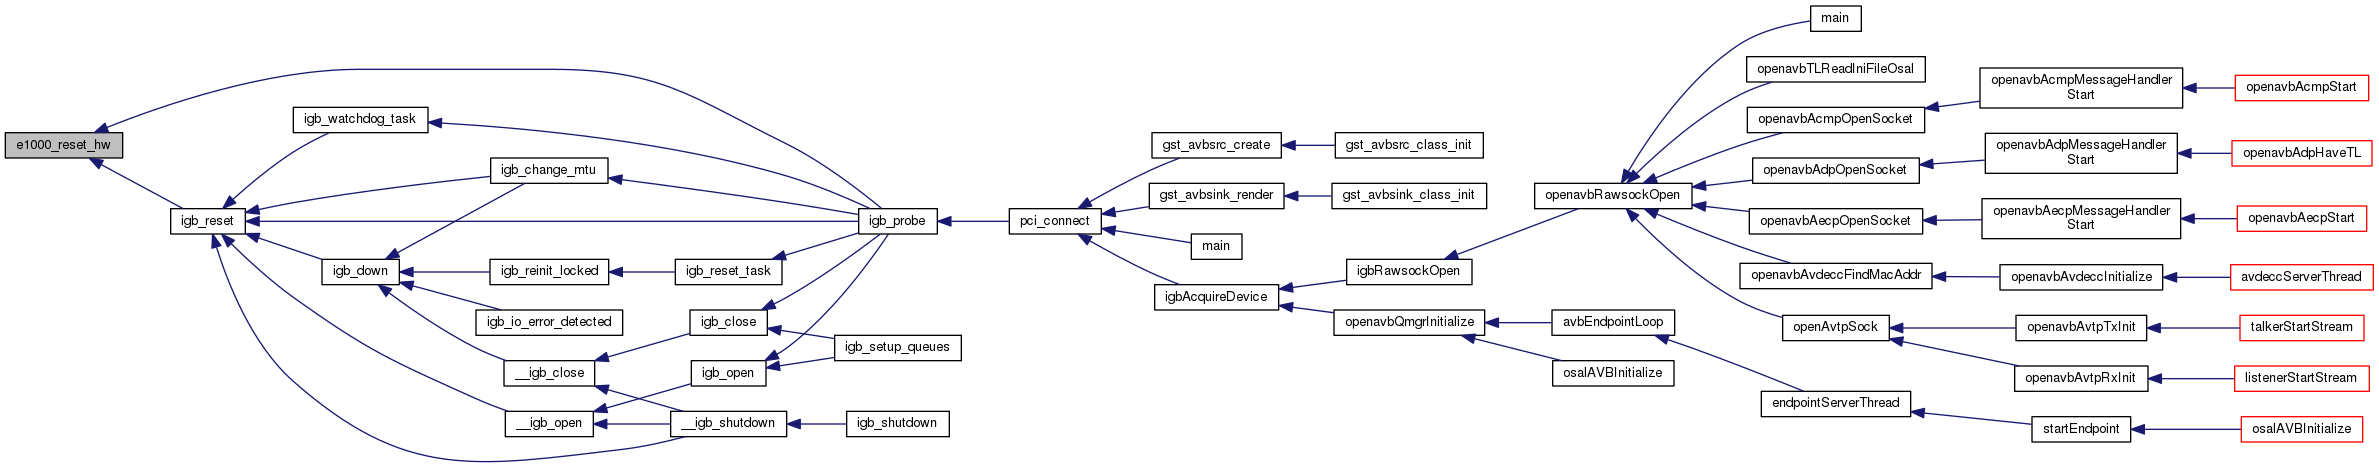 e1000_reset_hw
igb_reset
igb_watchdog_task
igb_change_mtu
igb_down
igb_reinit_locked
igb_reset_task
igb_io_error_detected
igb_close
igb_setup_queues
__igb_close
igb_open
__igb_open
__igb_shutdown
igb_shutdown
igb_probe
pci_connect
gst_avbsrc_create
gst_avbsrc_class_init
gst_avbsink_render
gst_avbsink_class_init
main
igbAcquireDevice
igbRawsockOpen
openavbQmgrInitialize
avbEndpointLoop
osalAVBInitialize
openavbRawsockOpen
main
openavbTLReadIniFileOsal
openavbAcmpOpenSocket
openavbAcmpMessageHandler
Start
openavbAcmpStart
openavbAdpOpenSocket
openavbAdpMessageHandler
Start
openavbAdpHaveTL
openavbAecpOpenSocket
openavbAecpMessageHandler
Start
openavbAecpStart
openavbAvdeccFindMacAddr
openavbAvdeccInitialize
avdeccServerThread
openAvtpSock
openavbAvtpTxInit
talkerStartStream
openavbAvtpRxInit
listenerStartStream
endpointServerThread
startEndpoint
osalAVBInitialize